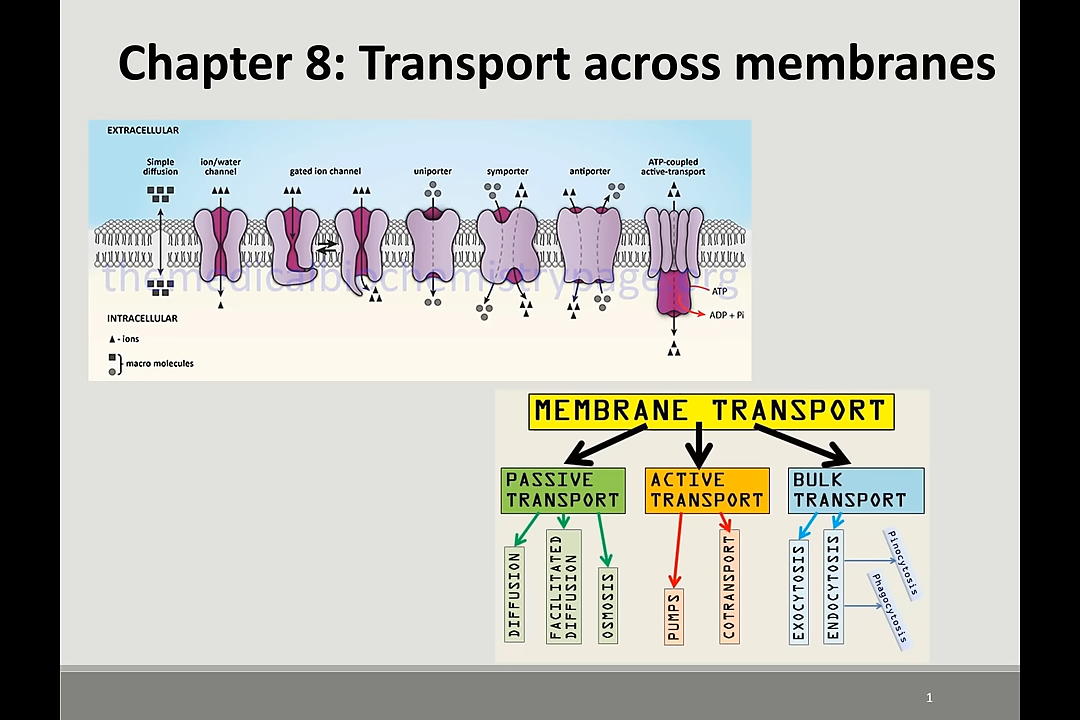 Chapter 8: Transport across membranes
EXTRACELLULAR
Simple
diffusion
ion/water
channel
gated ion channel
uniporter
symporter
antiporter
ATP-coupled
active-transport
themedicalbiochemistrypage.org
ATP
ADP + Pi
INTRACELLULAR
- ions
macro molecules
MEMBRANE TRANSPORT
PASSIVE
TRANSPORT
ACTIVE
TRANSPORT
BULK
TRANSPORT
DIFFUSION
FACILITATED
DIFFUSION
OSMOSIS
PUMPS
COTRANSPORT
EXOCYTOSIS
ENDOCYTOSIS
Pinocytosis
Phagocytosis
1